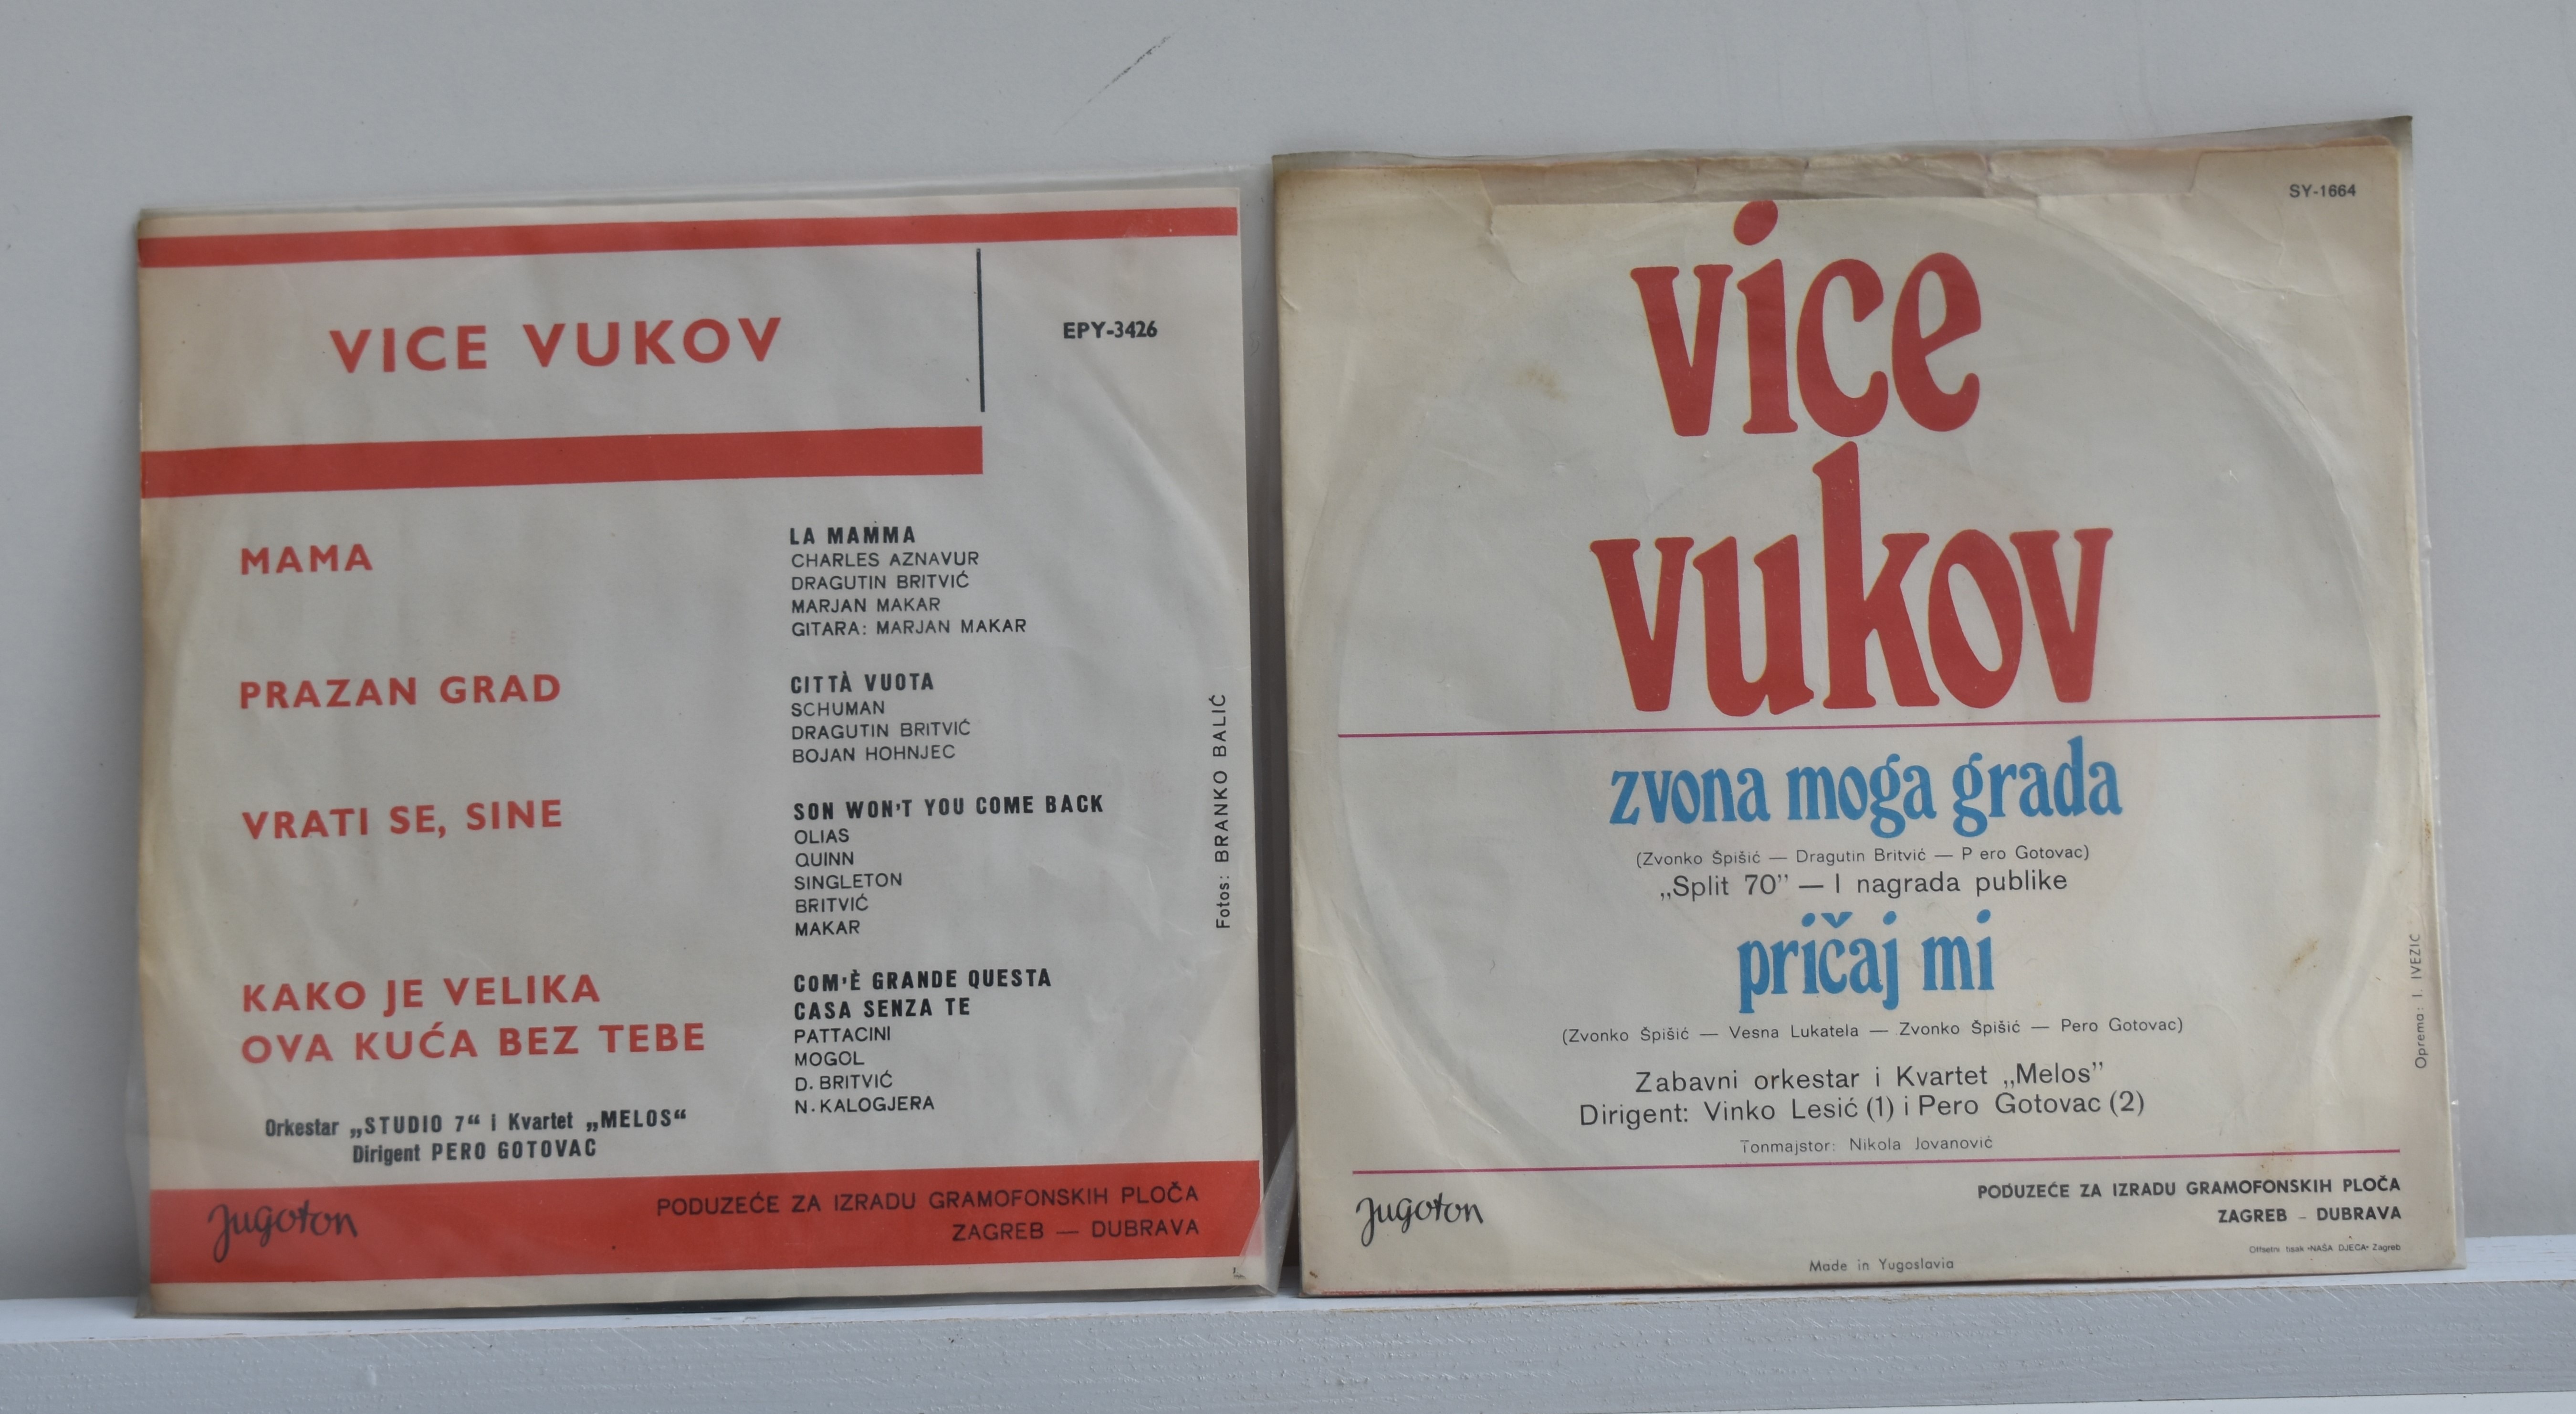 VICE VUKOV
EPY-3426
MAMA
LA MAMMA
CHARLES AZNAVUR
DRAGUTIN BRITVIĆ
MARJAN MAKAR
GITARA: MARJAN MAKAR
PRAZAN GRAD
CITTÀ VUOTA
SCHUMAN
DRAGUTIN BRITVIĆ
BOJAN HOHNJEC
VRATI SE, SINE
SON WON'T YOU COME BACK
OLIAS
QUINN
SINGLETON
BRITVIĆ
MAKAR
KAKO JE VELIKA
OVA KUĆA BEZ TEBE
COM'È GRANDE QUESTA
CASA SENZA TE
PATTACINI
MOGOL
D. BRITVIĆ
N. KALOGJERA
Orkestar „STUDIO 7“ i Kvartet „MELOS“
Dirigent PERO GOTOVAC
Fotos: BRANKO BALIĆ
Jugoton
PODUZEĆE ZA IZRADU GRAMOFONSKIH PLOČA
ZAGREB — DUBRAVA
SY-1664
vice
vukov
zvona moga grada
(Zvonko Špišić — Dragutin Britvić — P ero Gotovac)
„Split 70” — I nagrada publike
pričaj mi
(Zvonko Špišić — Vesna Lukatela — Zvonko Špišić — Pero Gotovac)
Zabavni orkestar i Kvartet „Melos”
Dirigent: Vinko Lesić (1) i Pero Gotovac (2)
Tonmajstor: Nikola Jovanović
Oprema: I. IVEZIC
Jugoton
PODUZEĆE ZA IZRADU GRAMOFONSKIH PLOČA
ZAGREB - DUBRAVA
Offsetni tisak »NAŠA DJECA« Zagreb
Made in Yugoslavia